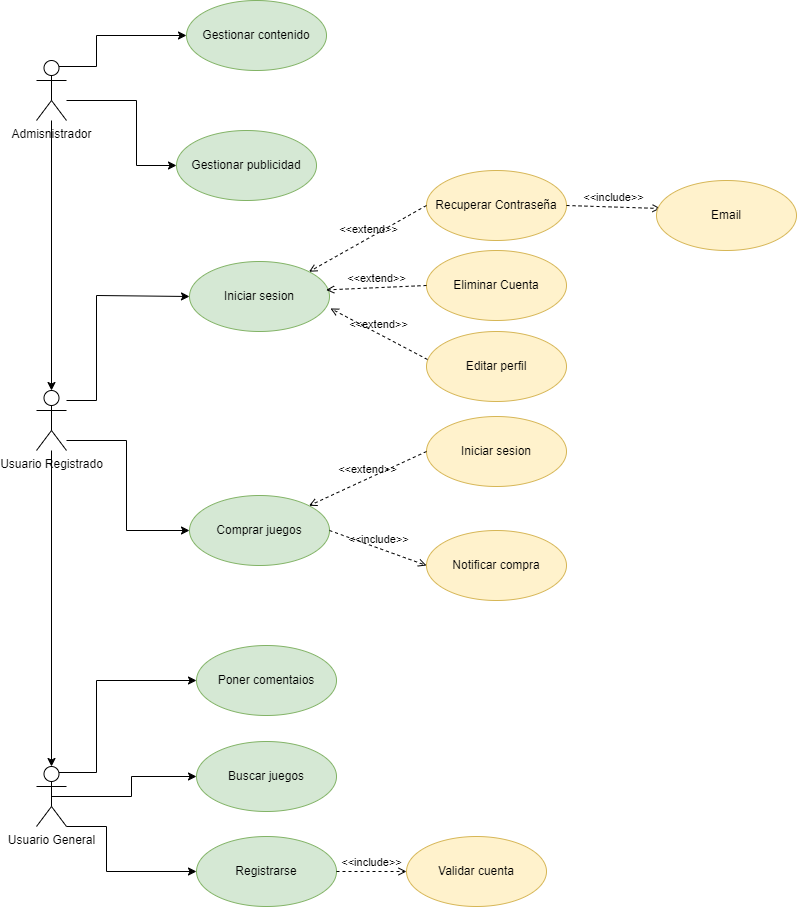 Gestionar contenido
Admisnistrador
Gestionar publicidad
Recuperar Contraseña
<<include>>
Email
<<extend>>
Iniciar sesion
<<extend>>
Eliminar Cuenta
<<extend>>
Editar perfil
Usuario Registrado
Iniciar sesion
<<extend>>
Comprar juegos
<<include>>
Notificar compra
Poner comentaios
Buscar juegos
Usuario General
Registrarse
<<include>>
Validar cuenta